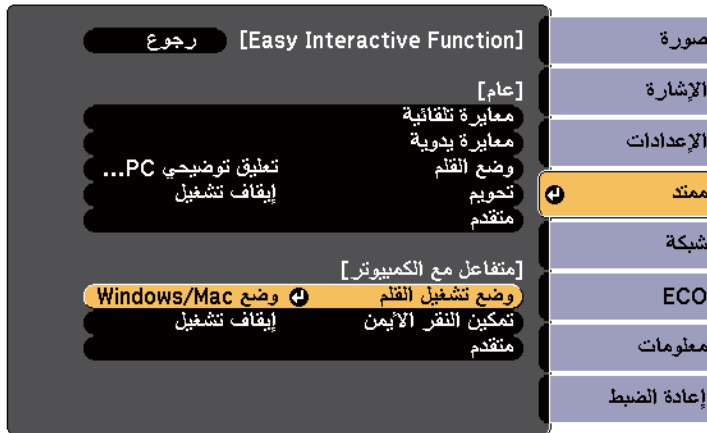 [Easy Interactive Function] رجوع
[عام]
معايرة تلقائية
معايرة يدوية
وضع القلم تعليق توضيحي PC...
تحويم إيقاف تشغيل
متقدم
[متفاعل مع الكمبيوتر]
وضع تشغيل القلم وضع Windows/Mac
تمكين النقر الأيمن إيقاف تشغيل
متقدم
صورة
الإشارة
الإعدادات
ممتد
شبكة
ECO
معلومات
إعادة الضبط